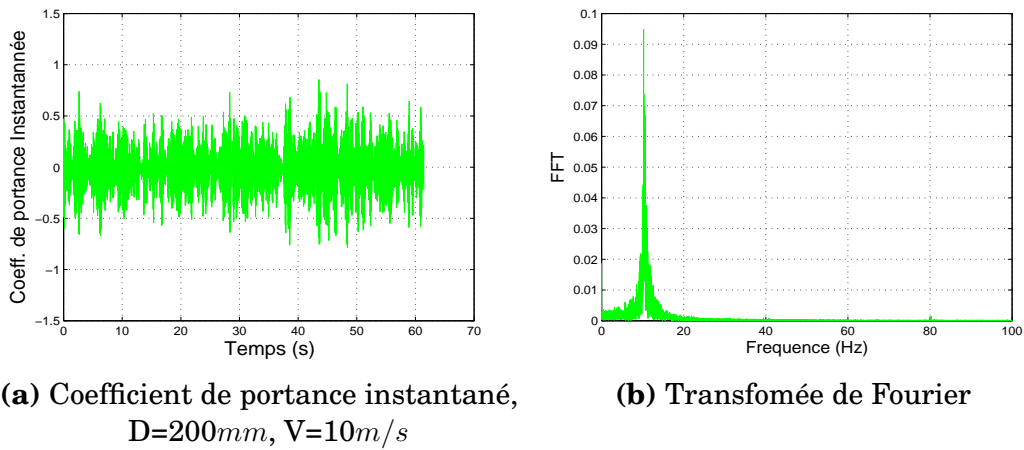 1.5
1
0.5
0
−0.5
−1
−1.5
0 10 20 30 40 50 60 70
Temps (s)
Coeff. de portance Instantannée
0.1
0.09
0.08
0.07
0.06
0.05
0.04
0.03
0.02
0.01
0
0 20 40 60 80 100
Frequence (Hz)
FFT
(a) Coefficient de portance instantané,
D=200mm, V=10m/s
(b) Transfomée de Fourier